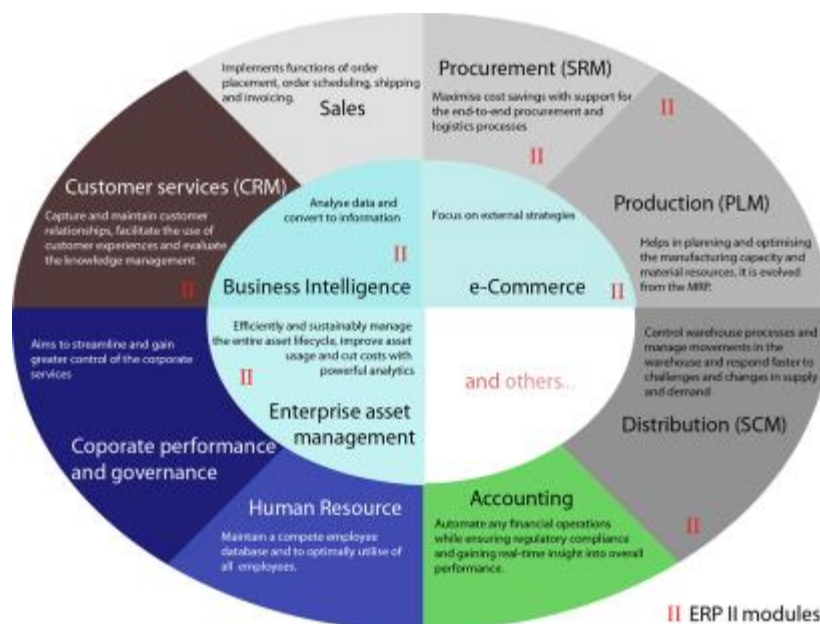 Implements functions of order
placement, order scheduling, shipping
and invoicing.
Sales
Procurement (SRM)
Maximise cost savings with support for
the end-to-end procurement and
logistics processes
II
II
Customer services (CRM)
Capture and maintain customer
relationships, facilitate the use of
customer experiences and evaluate
the knowledge management.
II
Analyse data and
convert to information
II
Business Intelligence
Focus on external strategies
e-Commerce
II
Production (PLM)
Helps in planning and optimising
the manufacturing capacity and
material resources. It is evolved
from the MRP.
Aims to streamline and gain
greater control of the corporate
services
Coporate performance
and governance
Efficiently and sustainably manage
the entire asset lifecycle, improve asset
usage and cut costs with
powerful analytics
II
Enterprise asset
management
and others...
Control warehouse processes and
manage movements in the
warehouse and respond faster to
challenges and changes in supply
and demand
Distribution (SCM)
II
Human Resource
Maintain a compete employee
database and to optimally utilise of
all employees.
Accounting
Automate any financial operations
while ensuring regulatory compliance
and gaining real-time insight into overall
performance.
II ERP II modules